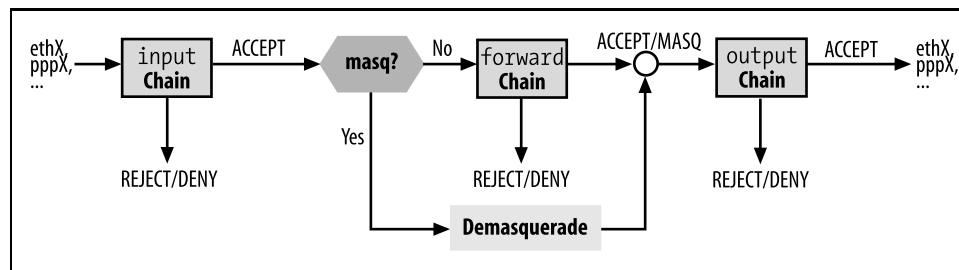 ethX,
pppX,
...
input
Chain
ACCEPT
REJECT/DENY
masq?
No
Yes
forward
Chain
REJECT/DENY
Demasquerade
ACCEPT/MASQ
output
Chain
REJECT/DENY
ACCEPT
ethX,
pppX,
...